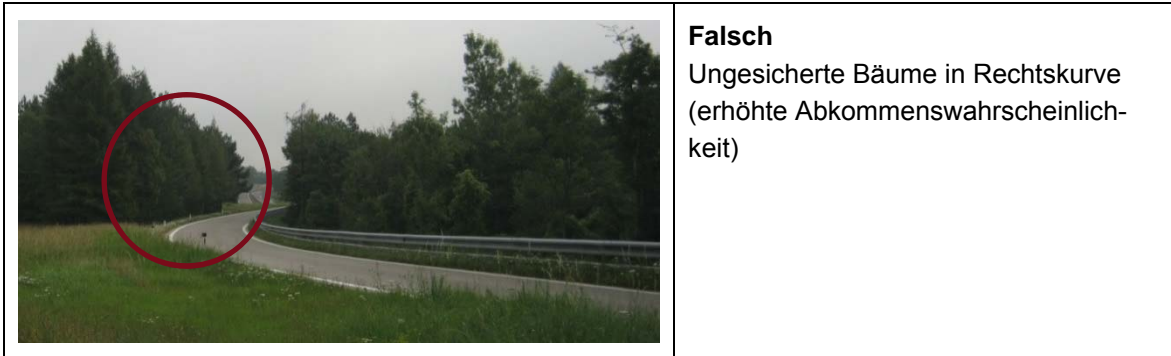 Falsch
Ungesicherte Bäume in Rechtskurve
(erhöhte Abkommenswahrscheinlich-
keit)